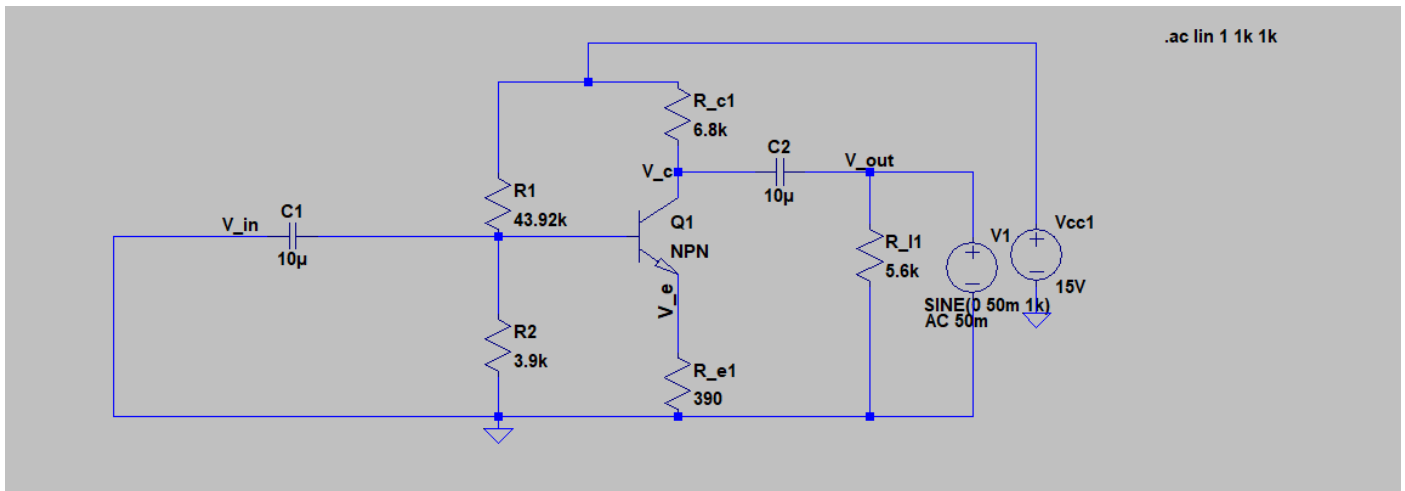 .ac lin 1 1k 1k
R_c1
6.8k
C2
V_c
V_out
10µ
R1
43.92k
C1
V_in
10µ
Q1
NPN
V_e
R_l1
5.6k
V1
SINE(0 50m 1k)
AC 50m
Vcc1
15V
R2
3.9k
R_e1
390